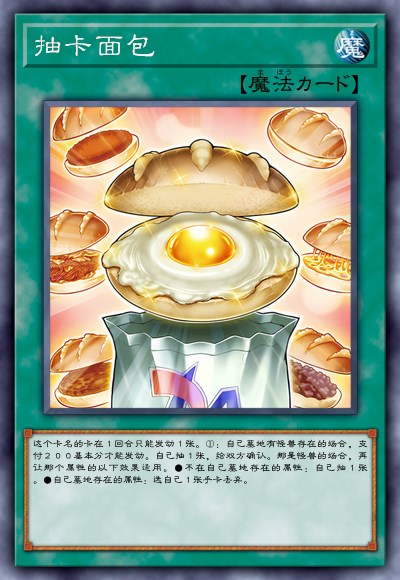 抽卡面包
魔
【魔法カード】
ま ほう
这个卡名的卡在1回合只能发动1张。①：自己墓地有怪兽存在的场合，支
付200基本分才能发动。自己抽1张，给双方确认。那是怪兽的场合，再
让那个属性的以下效果适用。●不在自己墓地存在的属性：自己抽1张
。●自己墓地存在的属性：选自己1张手卡丢弃。